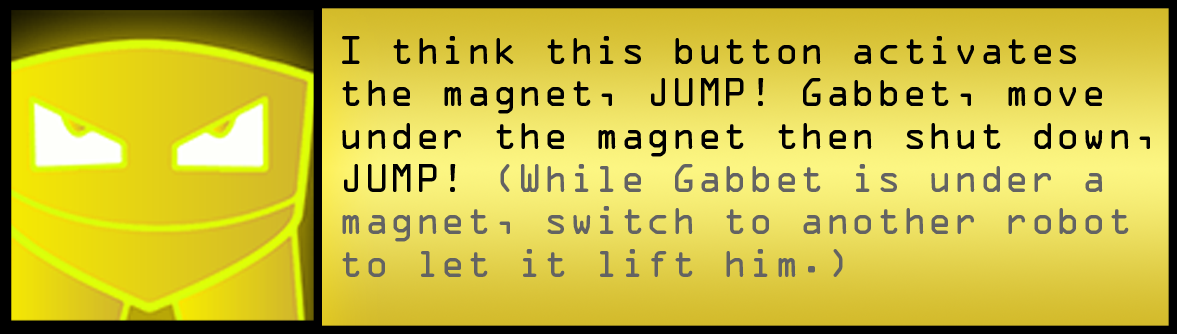 I think this button activates
the magnet, JUMP! Gabbet, move
under the magnet then shut down,
JUMP! (While Gabbet is under a
magnet, switch to another robot
to let it lift him.)